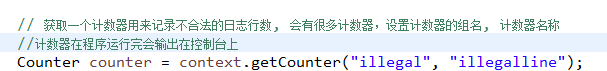 // 获取一个计数器用来记录不合法的日志行数, 会有很多计数器，设置计数器的组名, 计数器名称
//计数器在程序运行完会输出在控制台上
Counter counter = context.getCounter("illegal", "illegalline");